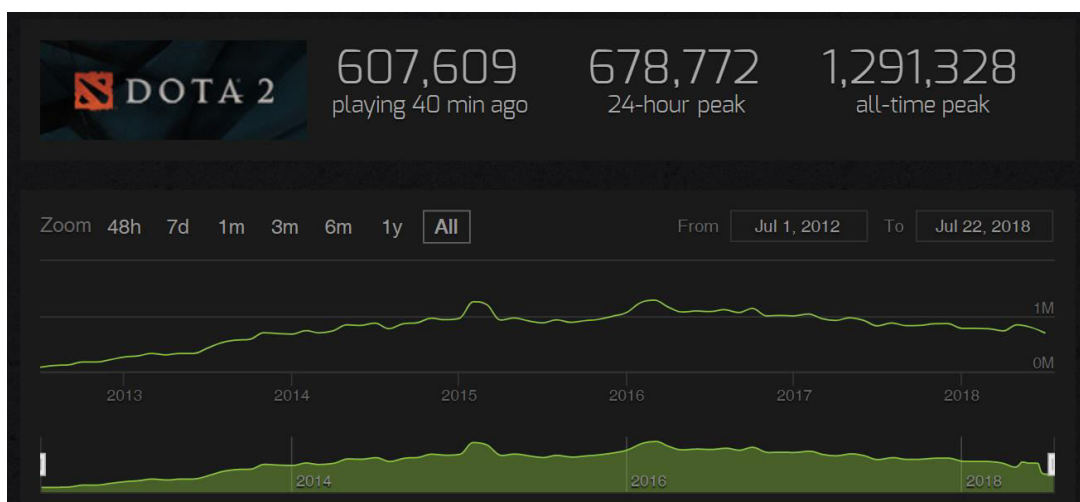 DOTA 2
607,609
playing 40 min ago
678,772
24-hour peak
1,291,328
all-time peak
Zoom 48h 7d 1m 3m 6m 1y All
From Jul 1, 2012 To Jul 22, 2018
1M
0M
2013 2014 2015 2016 2017 2018
2014 2016 2018